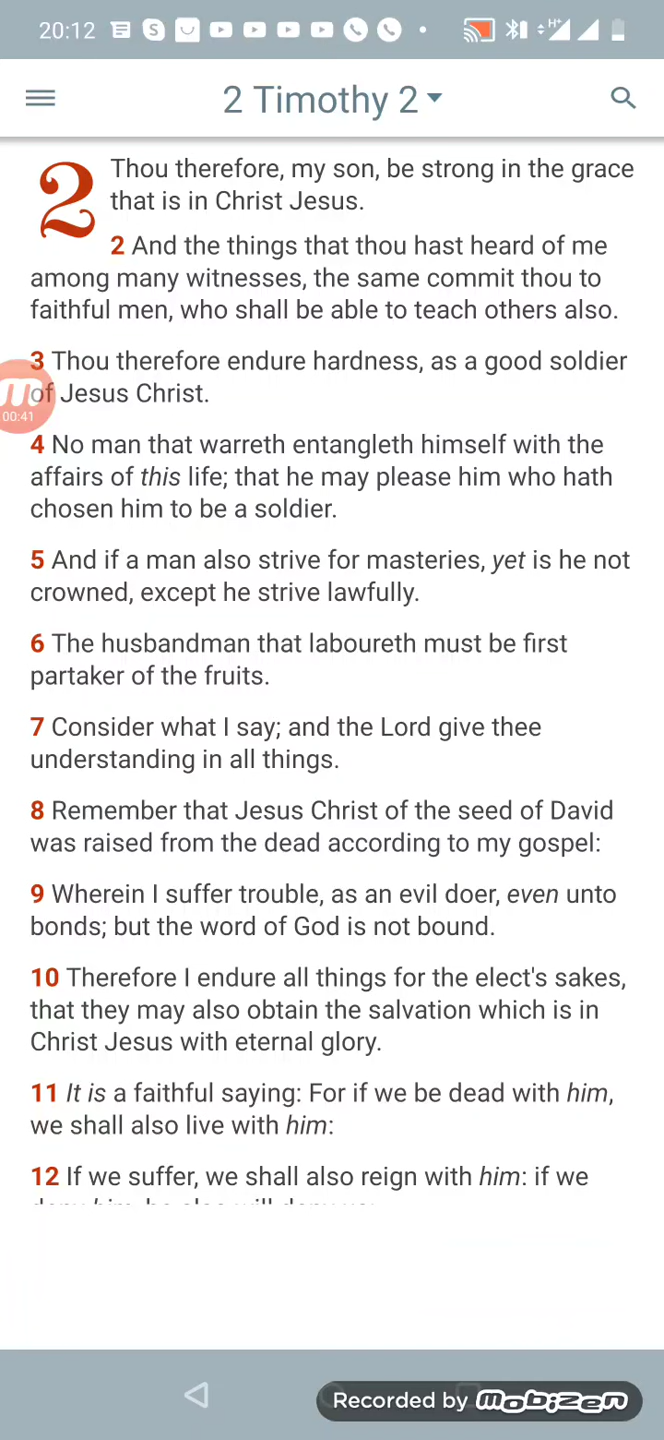 20:12
2 Timothy 2
2 Thou therefore, my son, be strong in the grace
that is in Christ Jesus.
2 And the things that thou hast heard of me
among many witnesses, the same commit thou to
faithful men, who shall be able to teach others also.
3 Thou therefore endure hardness, as a good soldier
of Jesus Christ.
00:41
4 No man that warreth entangleth himself with the
affairs of this life; that he may please him who hath
chosen him to be a soldier.
5 And if a man also strive for masteries, yet is he not
crowned, except he strive lawfully.
6 The husbandman that laboureth must be first
partaker of the fruits.
7 Consider what I say; and the Lord give thee
understanding in all things.
8 Remember that Jesus Christ of the seed of David
was raised from the dead according to my gospel:
9 Wherein I suffer trouble, as an evil doer, even unto
bonds; but the word of God is not bound.
10 Therefore I endure all things for the elect's sakes,
that they may also obtain the salvation which is in
Christ Jesus with eternal glory.
11 It is a faithful saying: For if we be dead with him,
we shall also live with him:
12 If we suffer, we shall also reign with him: if we
Recorded by mobizen